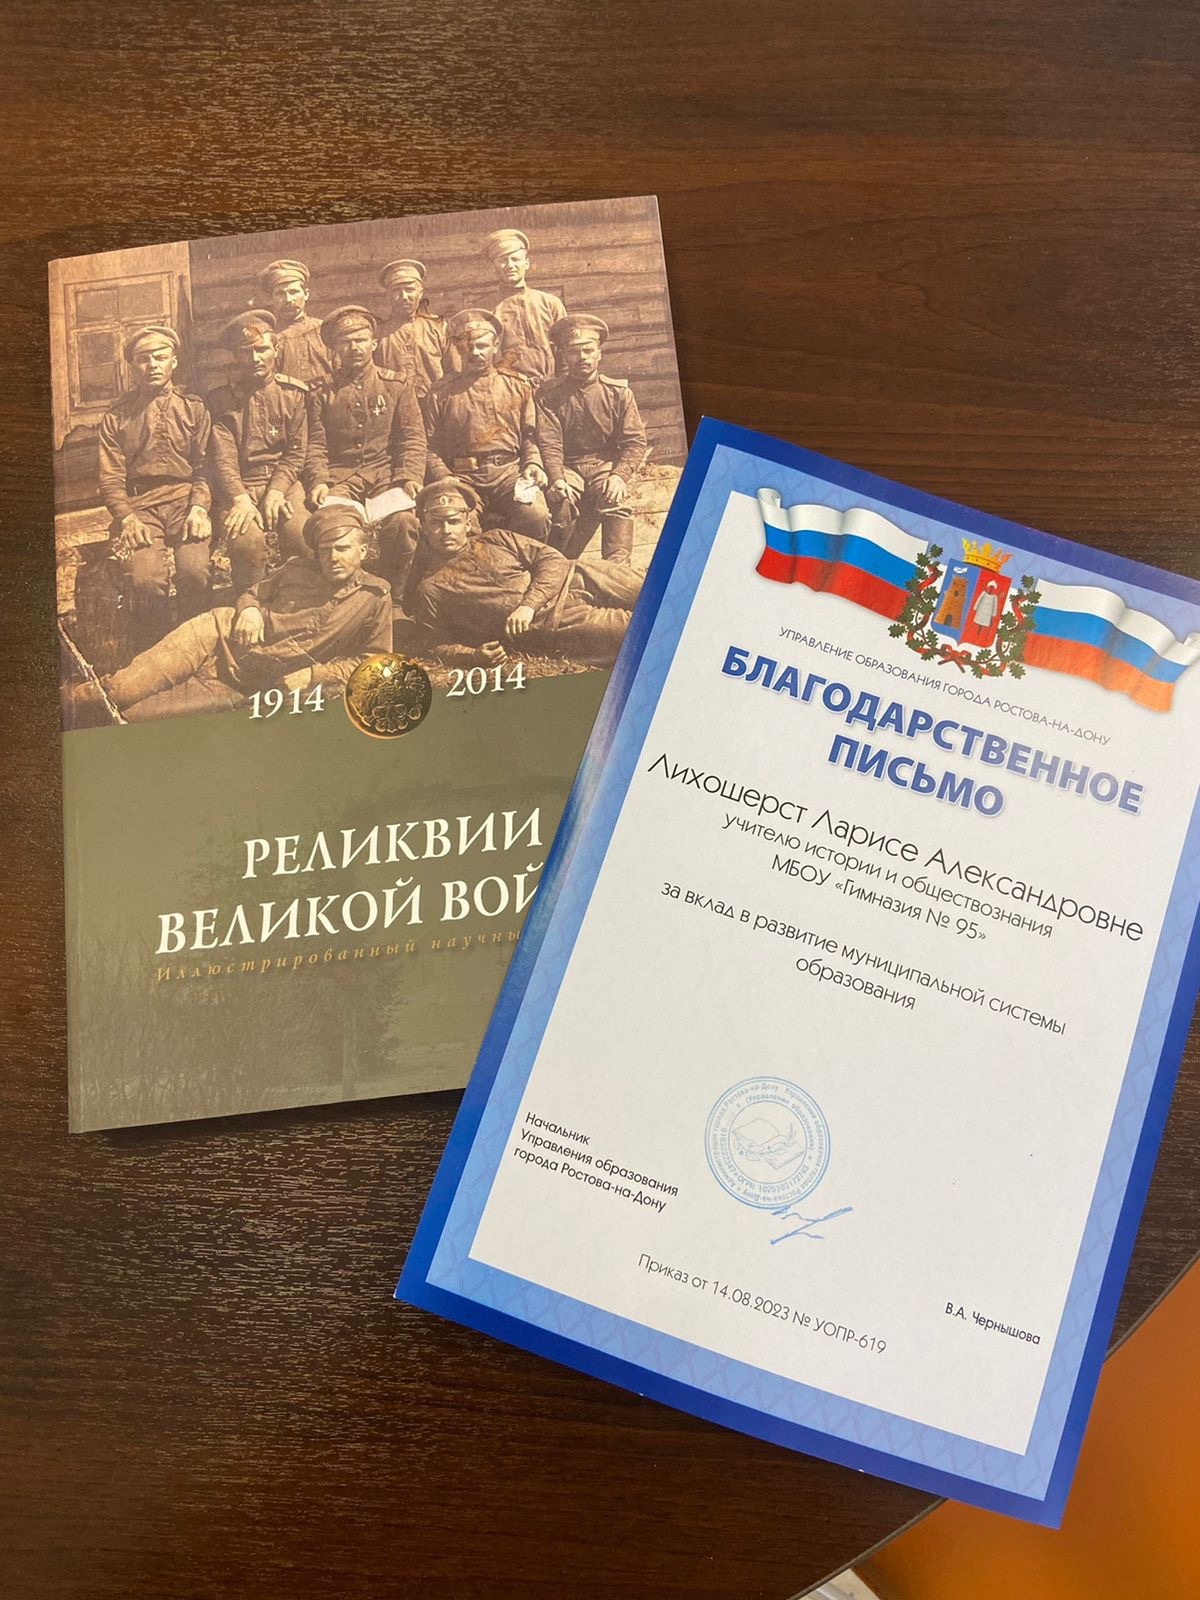 1914
2014
РЕЛИКВИИ
ВЕЛИКОЙ ВОЙ
Иллюстрированный научны
УПРАВЛЕНИЕ ОБРАЗОВАНИЯ ГОРОДА РОСТОВА-НА-ДОНУ
БЛАГОДАРСТВЕННОЕ
ПИСЬМО
Лихошерст Ларисе Александровне
учителю истории и обществознания
МБОУ «Гимназия № 95»
за вклад в развитие муниципальной системы
образования
Начальник
Управления образования
города Ростова-на-Дону
В.А. Чернышова
Приказ от 14.08.2023 № УОПР-619